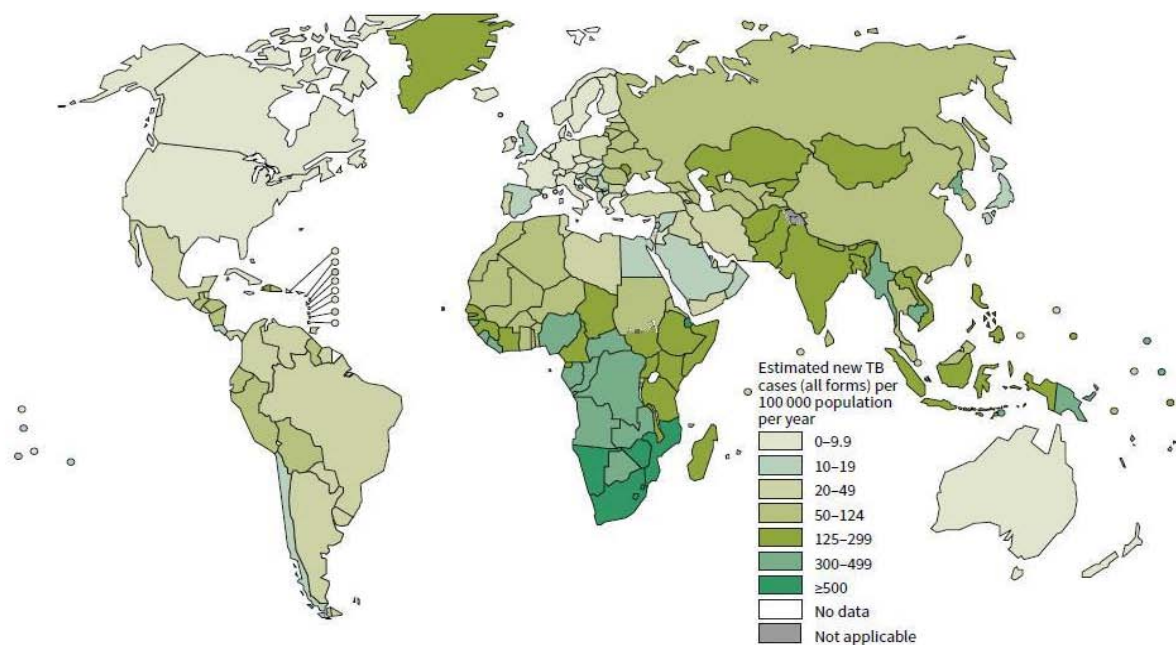 Estimated new TB
cases (all forms) per
100 000 population
per year
0–9.9
10–19
20–49
50–124
125–299
300–499
≥500
No data
Not applicable